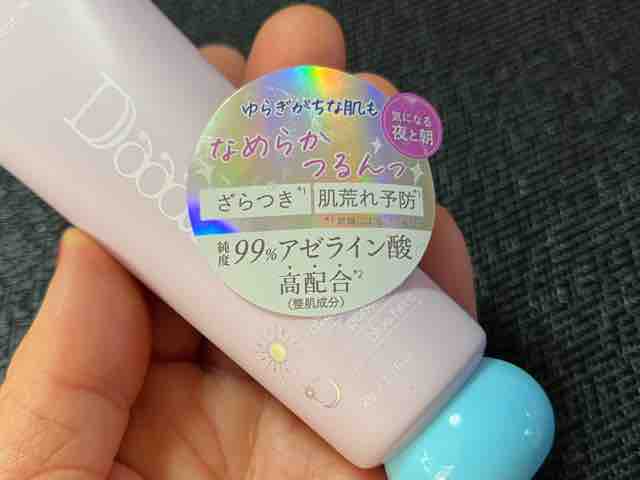 ゆらぎがちな肌も
気になる
夜と朝
なめらか
つるんっ
ざらつき*1
肌荒れ予防*1
純度99%アゼライン酸
高配合*2
(整肌成分)